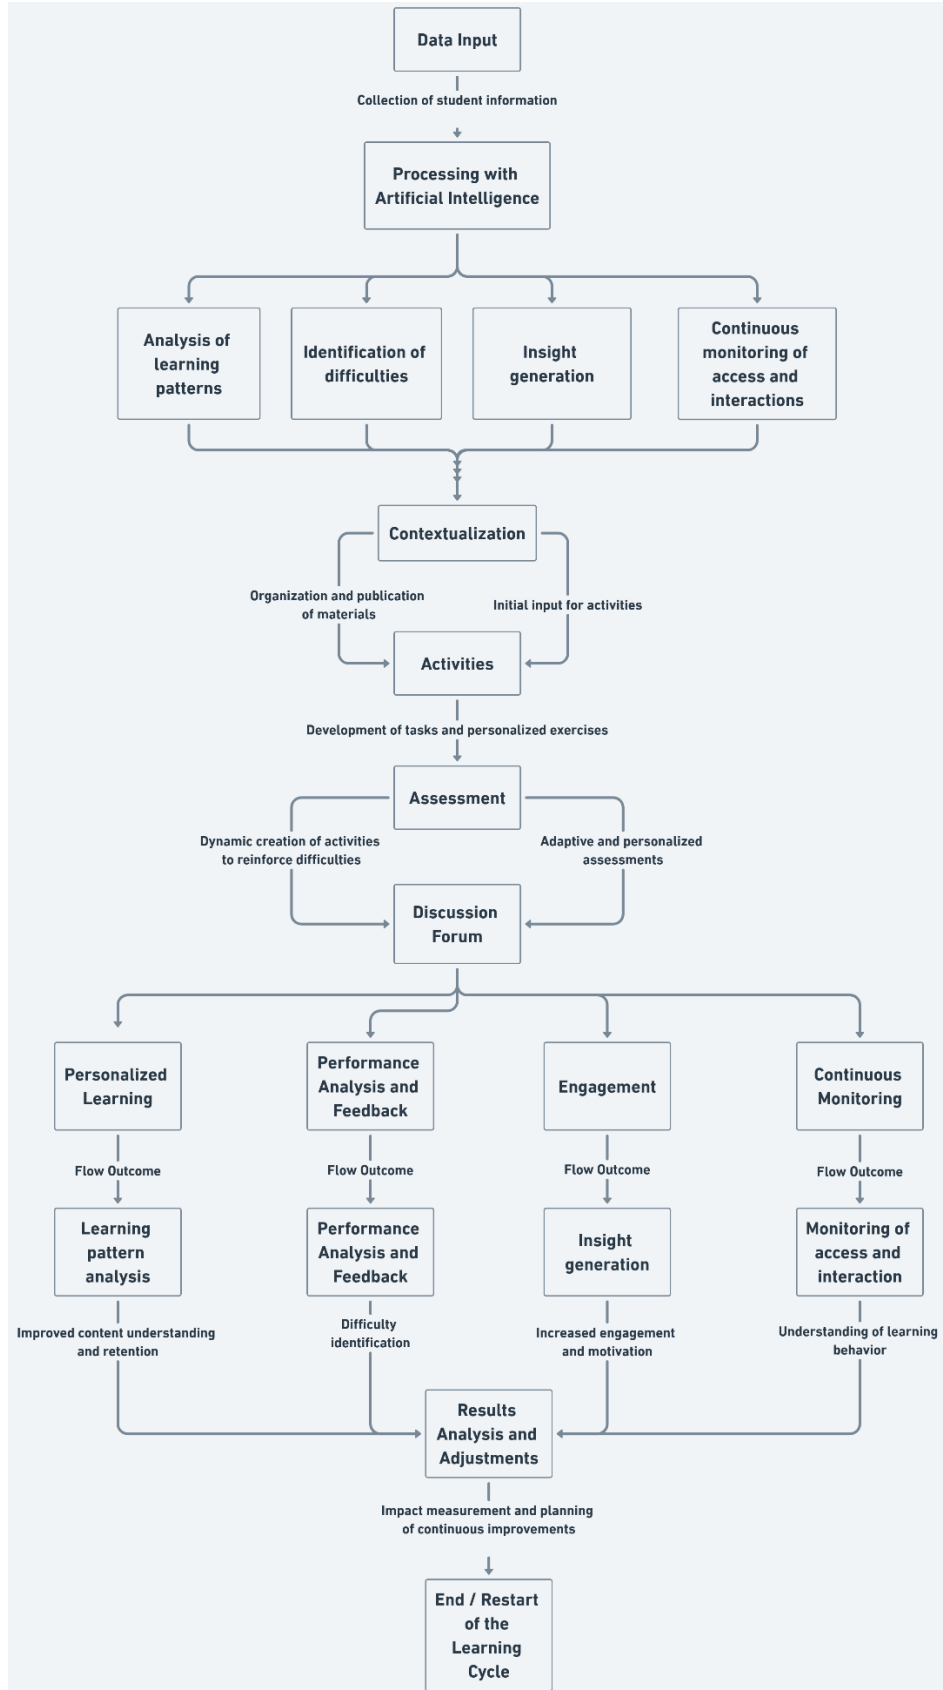 Data Input
Collection of student information
Processing with
Artificial Intelligence
Analysis of
learning
patterns
Identification of
difficulties
Insight
generation
Continuous
monitoring of
access and
interactions
Contextualization
Organization and publication
of materials
Initial input for activities
Activities
Development of tasks and personalized exercises
Assessment
Dynamic creation of activities
to reinforce difficulties
Adaptive and personalized
assessments
Discussion
Forum
Personalized
Learning
Performance
Analysis and
Feedback
Engagement
Continuous
Monitoring
Flow Outcome
Flow Outcome
Flow Outcome
Flow Outcome
Learning
pattern
analysis
Performance
Analysis and
Feedback
Insight
generation
Monitoring of
access and
interaction
Improved content understanding
and retention
Difficulty
identification
Increased engagement
and motivation
Understanding of learning
behavior
Results
Analysis and
Adjustments
Impact measurement and planning
of continuous improvements
End / Restart
of the
Learning
Cycle